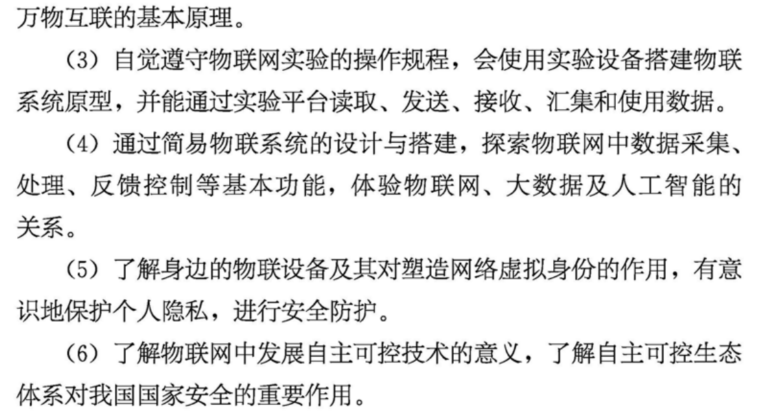 万物互联的基本原理。
（3）自觉遵守物联网实验的操作规程，会使用实验设备搭建物联
系统原型，并能通过实验平台读取、发送、接收、汇集和使用数据。
（4）通过简易物联系统的设计与搭建，探索物联网中数据采集、
处理、反馈控制等基本功能，体验物联网、大数据及人工智能的
关系。
（5）了解身边的物联设备及其对塑造网络虚拟身份的作用，有意
识地保护个人隐私，进行安全防护。
（6）了解物联网中发展自主可控技术的意义，了解自主可控生态
体系对我国国家安全的重要作用。